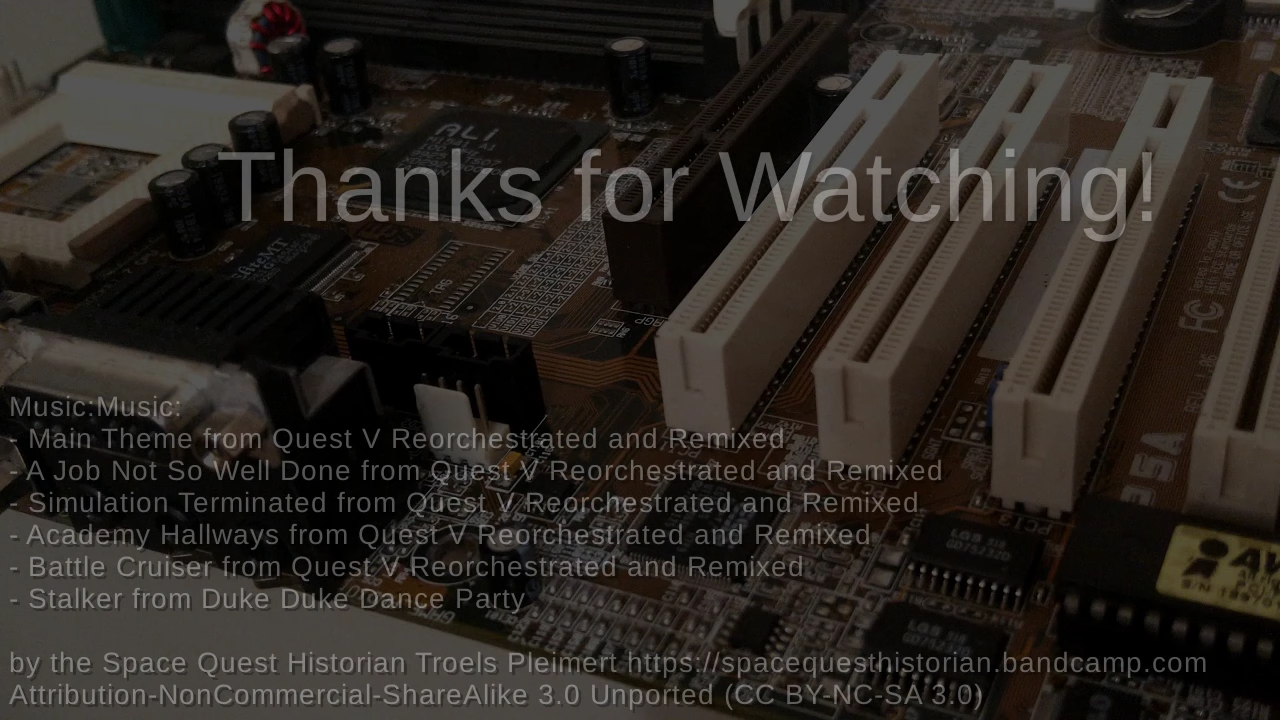 ALi
Thanks for Watching!
AGP
FC
Music:Music:
- Main Theme from Quest V Reorchestrated and Remixed
- A Job Not So Well Done from Quest V Reorchestrated and Remixed
- Simulation Terminated from Quest V Reorchestrated and Remixed
- Academy Hallways from Quest V Reorchestrated and Remixed
- Battle Cruiser from Quest V Reorchestrated and Remixed
- Stalker from Duke Duke Dance Party
by the Space Quest Historian Troels Pleimert https://spacequesthistorian.bandcamp.com
Attribution-NonCommercial-ShareAlike 3.0 Unported (CC BY-NC-SA 3.0)